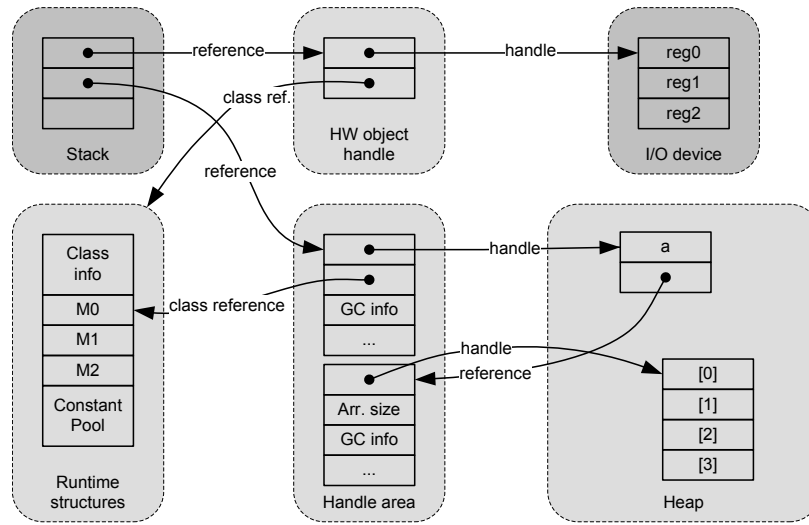 reference
handle
reg0
reg1
reg2
class ref.
Stack
HW object
handle
I/O device
reference
Class
info
M0
M1
M2
Constant
Pool
Runtime
structures
class reference
GC info
...
Arr. size
GC info
...
Handle area
handle
a
handle
reference
[0]
[1]
[2]
[3]
Heap